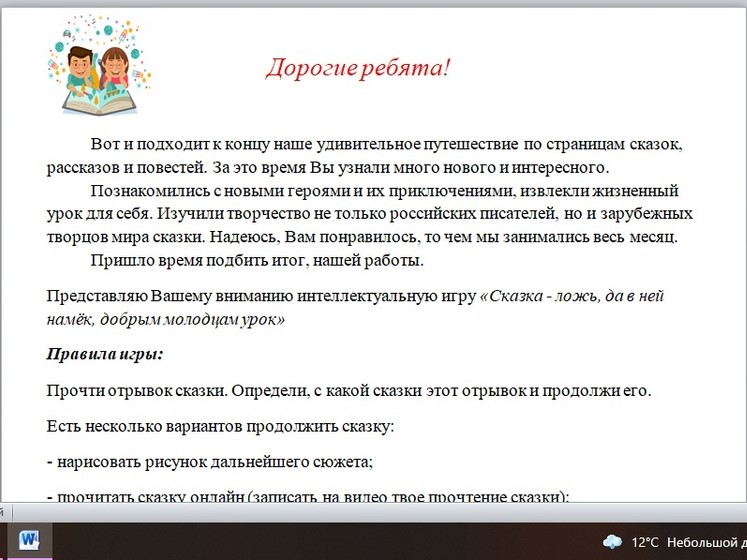 Дорогие ребята!
Вот и подходит к концу наше удивительное путешествие по страницам сказок,
рассказов и повестей. За это время Вы узнали много нового и интересного.
Познакомились с новыми героями и их приключениями, извлекли жизненный
урок для себя. Изучили творчество не только российских писателей, но и зарубежных
творцов мира сказки. Надеюсь, Вам понравилось, то чем мы занимались весь месяц.
Пришло время подбить итог, нашей работы.
Представляю Вашему вниманию интеллектуальную игру «Сказка - ложь, да в ней
намёк, добрым молодцам урок»
Правила игры:
Прочти отрывок сказки. Определи, с какой сказки этот отрывок и продолжи его.
Есть несколько вариантов продолжить сказку:
- нарисовать рисунок дальнейшего сюжета;
- прочитать сказку онлайн (записать на видео твое прочтение сказки);
й
W
12°C Небольшой д